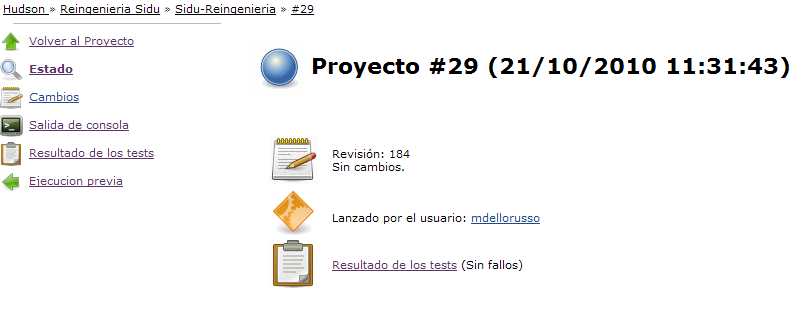 Hudson » Reingenieria Sidu » Sidu-Reingenieria » #29
Volver al Proyecto
Estado
Cambios
Salida de consola
Resultado de los tests
Ejecucion previa
Proyecto #29 (21/10/2010 11:31:43)
Revisión: 184
Sin cambios.
Lanzado por el usuario: mdellorusso
Resultado de los tests (Sin fallos)